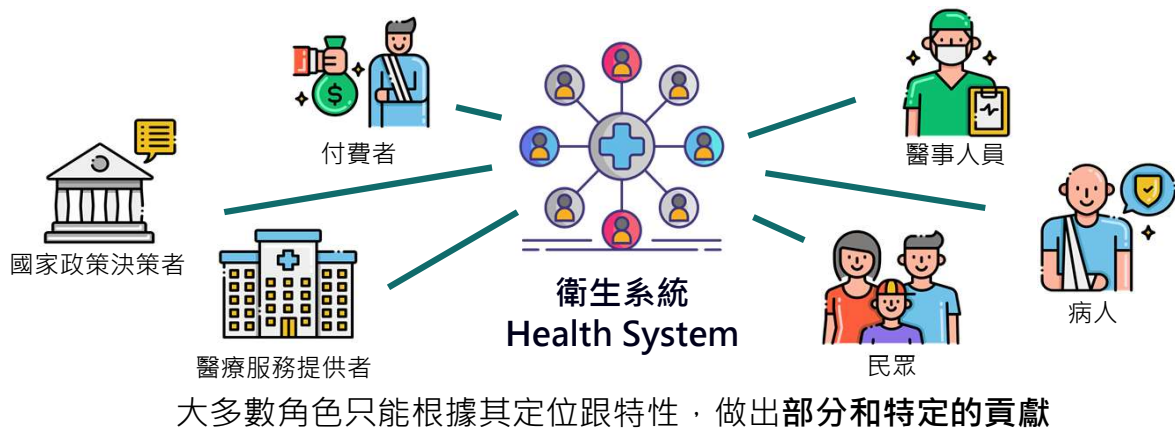 付費者
醫事人員
國家政策決策者
醫療服務提供者
衛生系統
Health System
民眾
病人
大多數角色只能根據其定位跟特性，做出部分和特定的貢獻